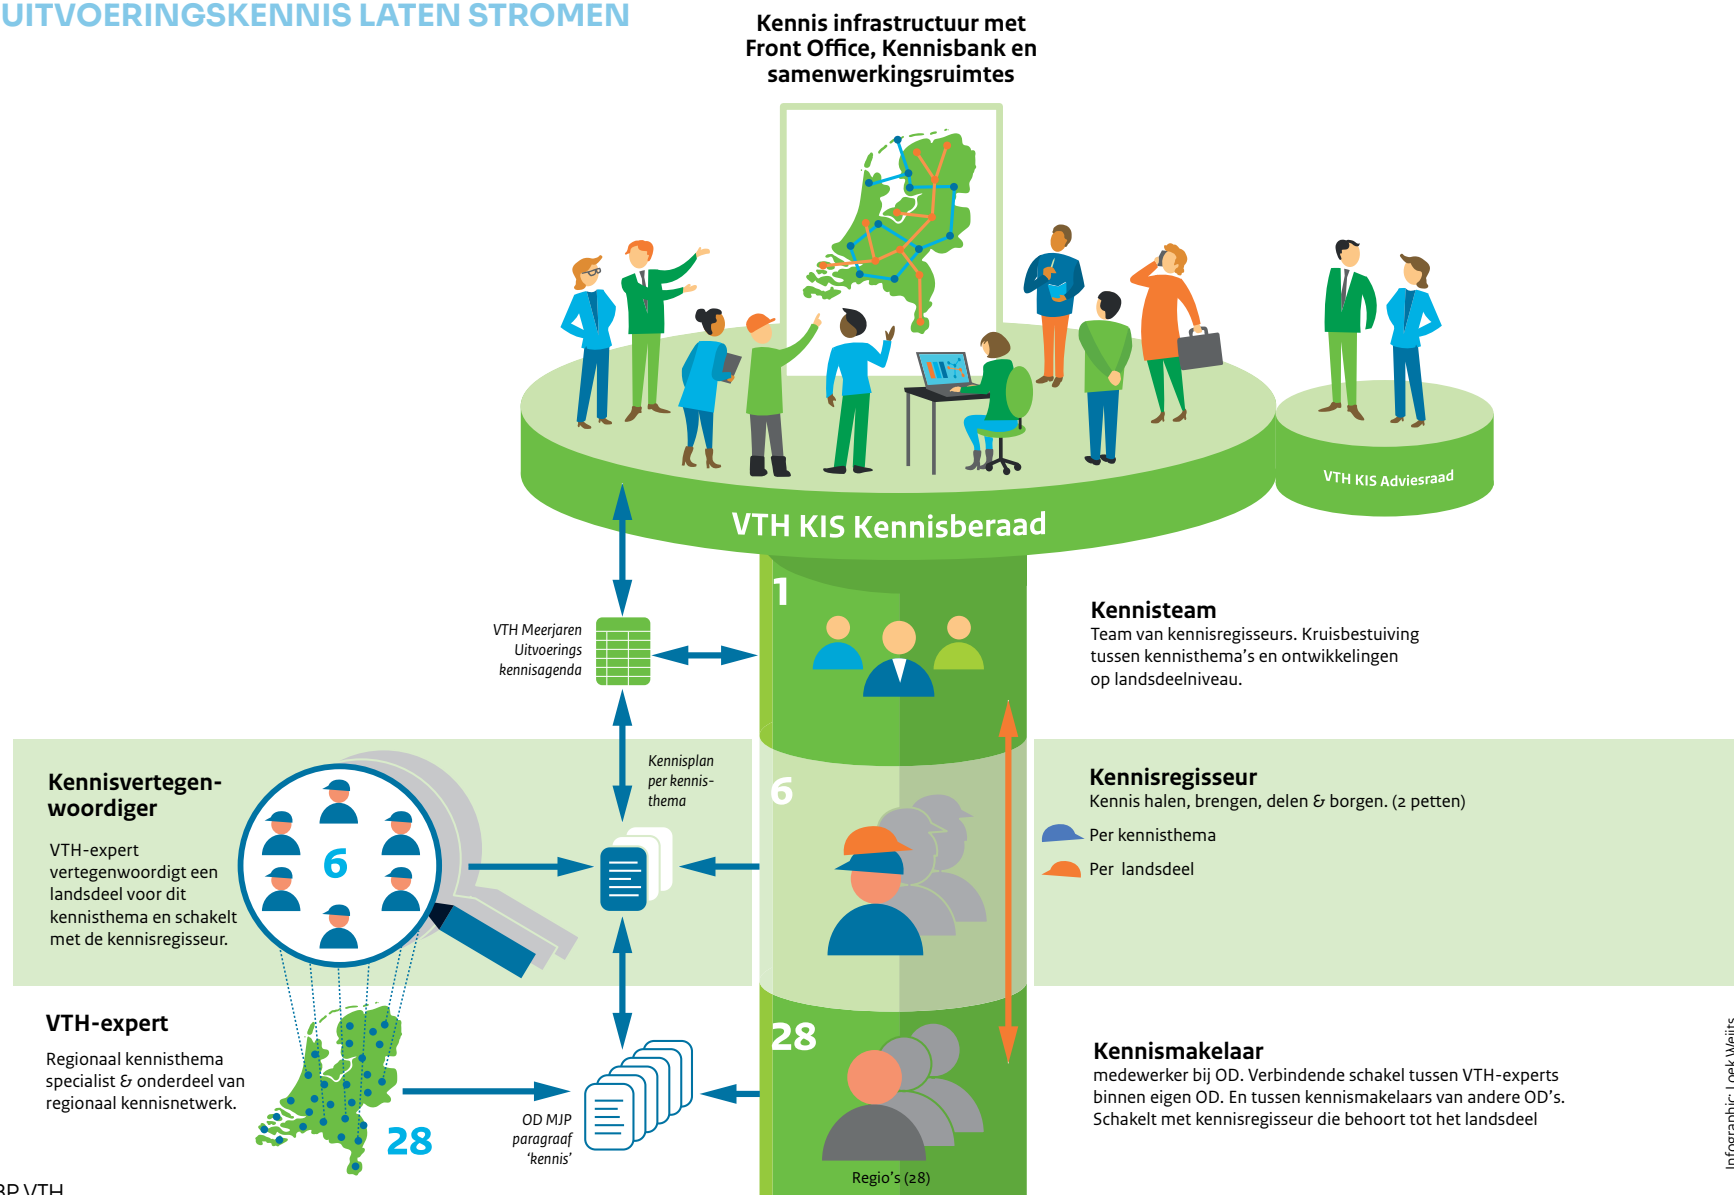 UITVOERINGSKENNIS LATEN STROMEN
Kennis infrastructuur met
Front Office, Kennisbank en
samenwerkingsruimtes
VTH KIS Adviesraad
VTH KIS Kennisberaad
1
VTH Meerjaren
Uitvoerings
kennisagenda
Kennisteam
Team van kennisregisseurs. Kruisbestuiving
tussen kennisthema's en ontwikkelingen
op landsdeelniveau.
Kennisvertegen-
woordiger
VTH-expert
vertegenwoordigt een
landsdeel voor dit
kennisthema en schakelt
met de kennisregisseur.
6
Kennisplan
per kennis-
thema
6
Kennisregisseur
Kennis halen, brengen, delen & borgen. (2 petten)
Per kennisthema
Per landsdeel
VTH-expert
Regionaal kennisthema
specialist & onderdeel van
regionaal kennisnetwerk.
28
OD MJP
paragraaf
‘kennis’
28
Regio's (28)
Kennismakelaar
medewerker bij OD. Verbindende schakel tussen VTH-experts
binnen eigen OD. En tussen kennismakelaars van andere OD's.
Schakelt met kennisregisseur die behoort tot het landsdeel
Infographic: Loek Weijts
BP VTH